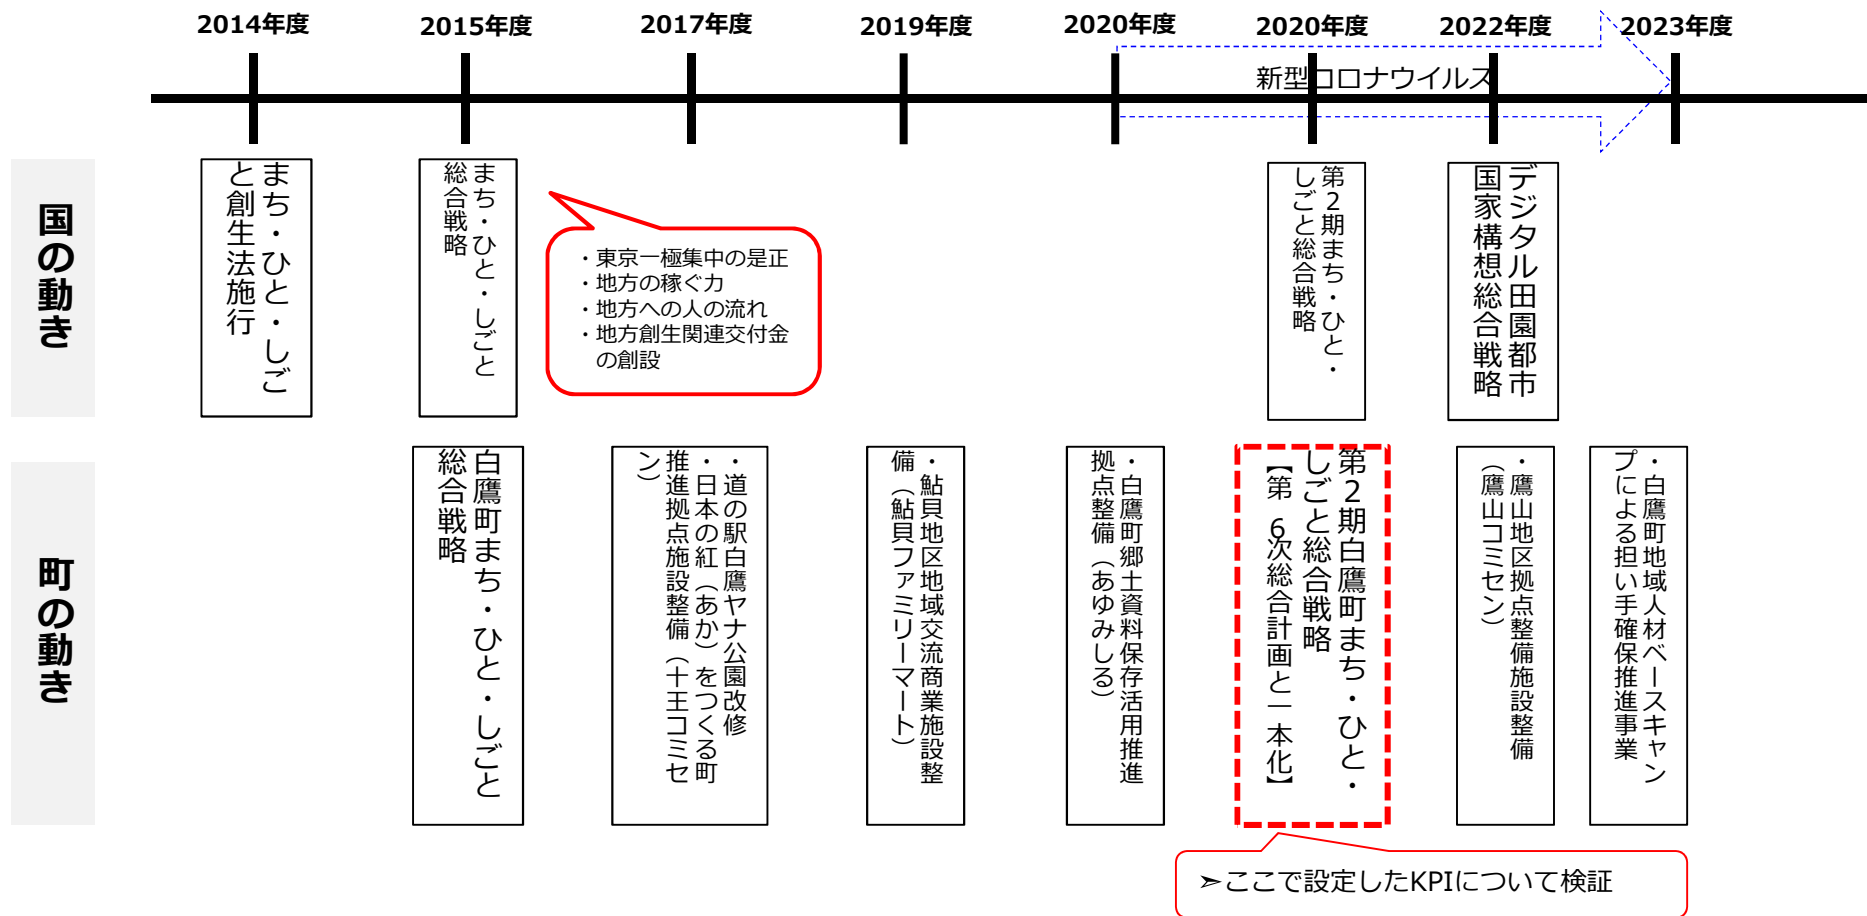 2014年度
2015年度
2017年度
2019年度
2020年度
2020年度
2022年度
2023年度
新型コロナウイルス
国の動き
まち・ひと・しご
と創生法施行
まち・ひと・しごと
総合戦略
・東京一極集中の是正
・地方の稼ぐ力
・地方への人の流れ
・地方創生関連交付金
の創設
第2期まち・ひと・
しごと総合戦略
デジタル田園都市
国家構想総合戦略
町の動き
白鷹町まち・ひと・しごと
総合戦略
・道の駅白鷹ヤナ公園改修
・日本の紅（あか）をつくる町
推進拠点施設整備（十王コミセ
ン）
・鮎貝地区地域交流商業施設整
備（鮎貝ファミリーマート）
・白鷹町郷土資料保存活用推進
拠点整備（あゆみしる）
第2期白鷹町まち・ひと・
しごと総合戦略
【第6次総合計画と一本化】
・鷹山地区拠点整備施設整備
（鷹山コミセン）
・白鷹町地域人材ベースキャン
プによる担い手確保推進事業
➣ここで設定したKPIについて検証